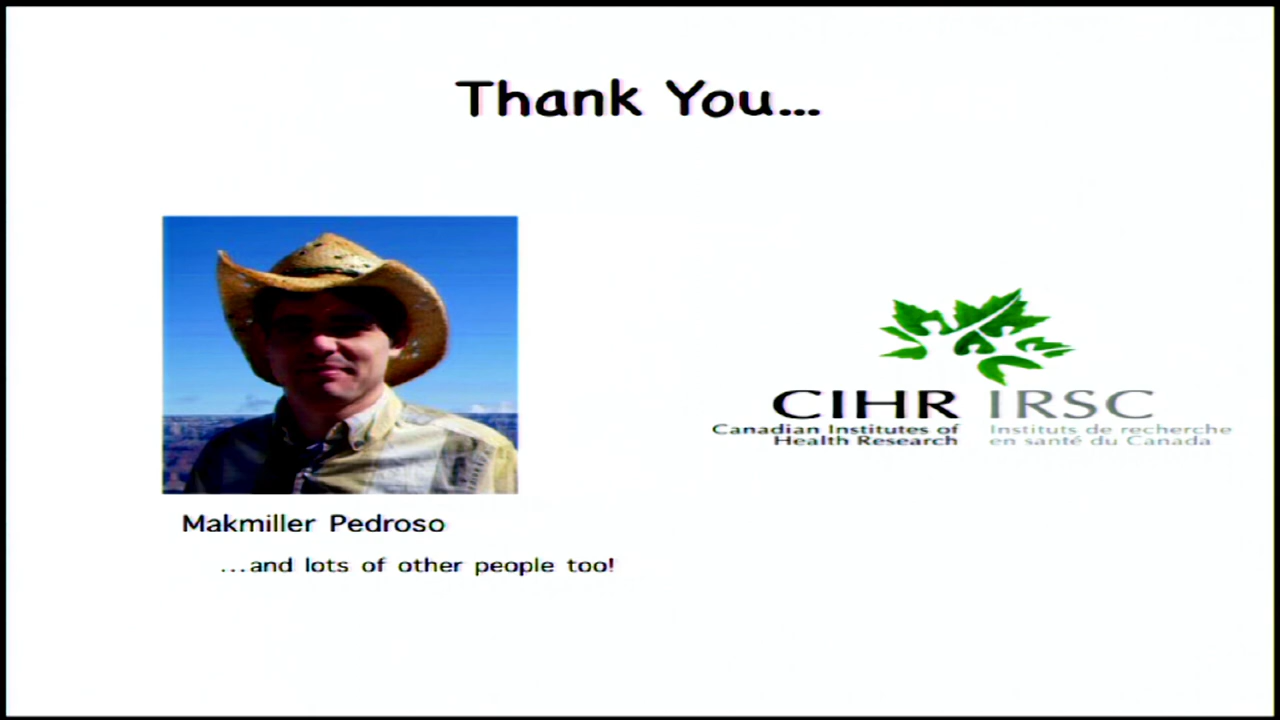 Thank You...
CIHR IRSC
Canadian Institutes of Health Research
Instituts de recherche en santé du Canada
Makmiller Pedroso
...and lots of other people too!